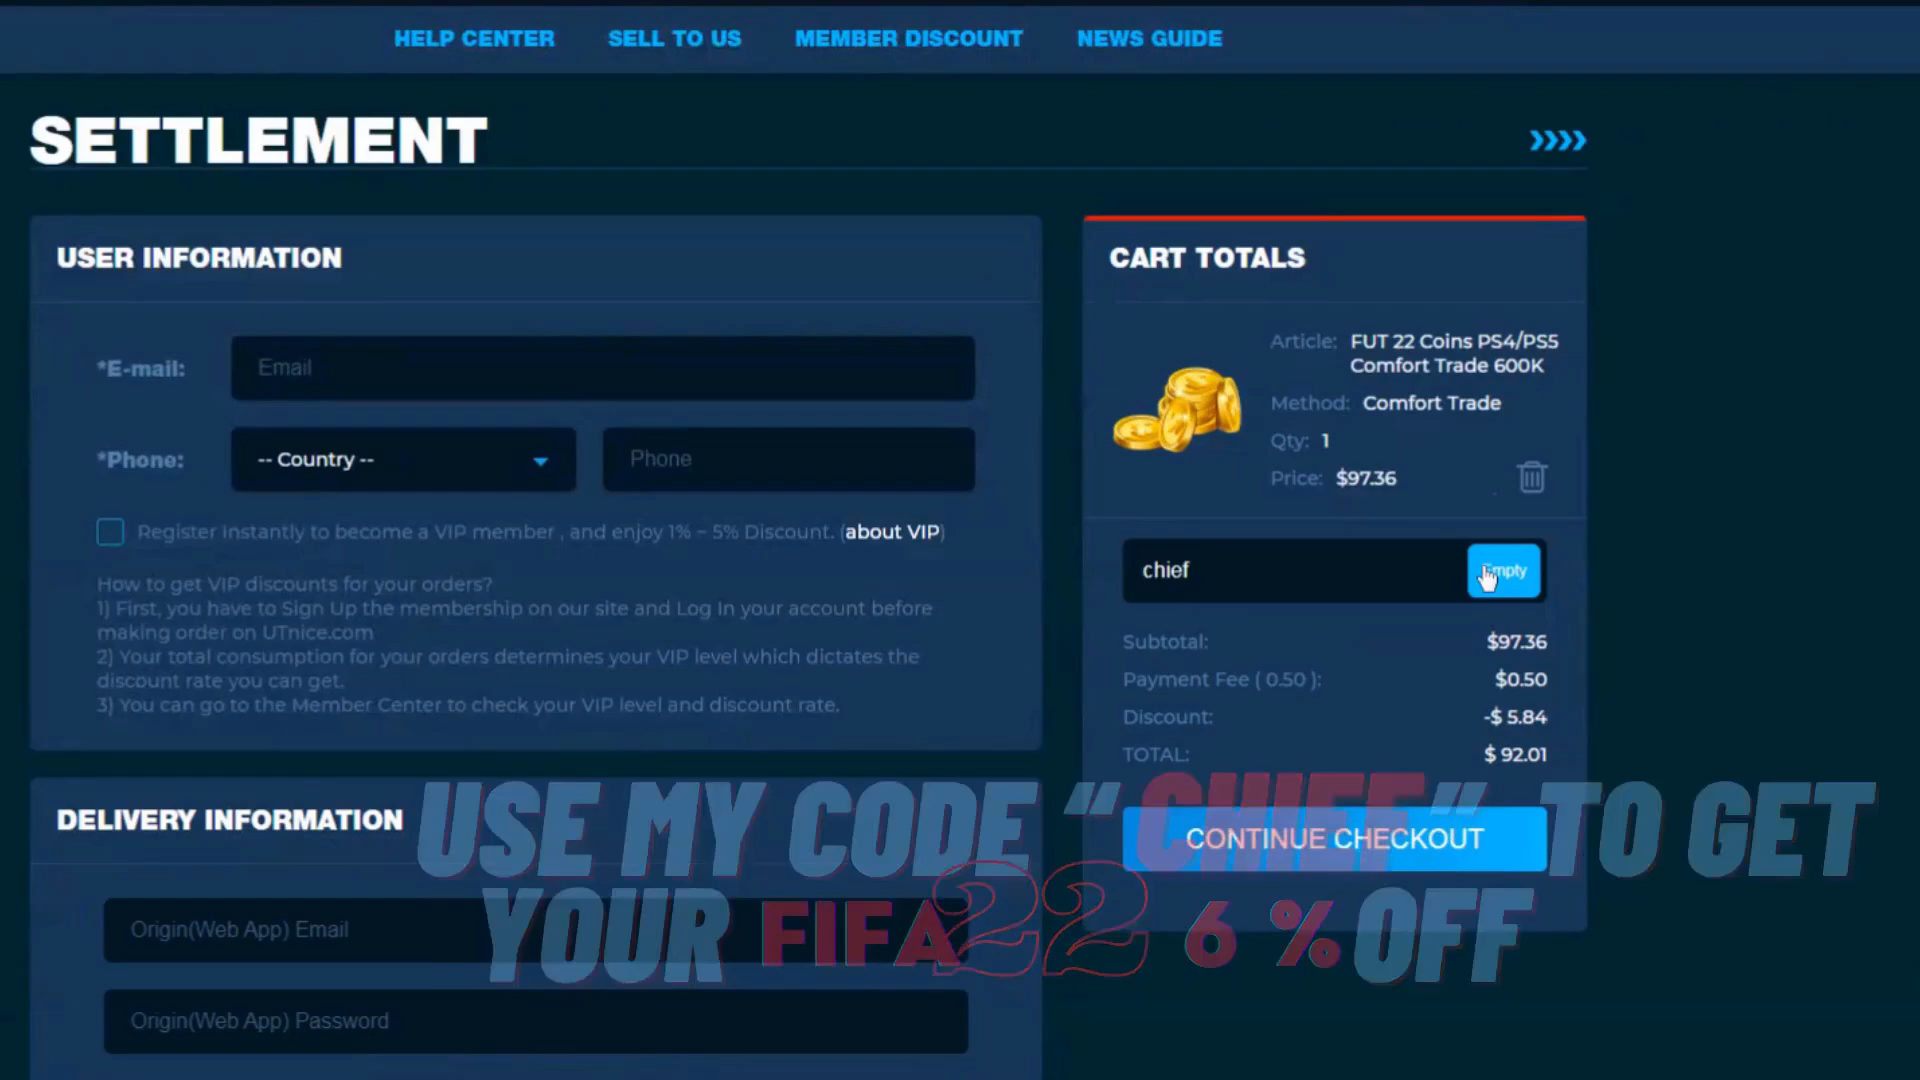 HELP CENTER SELL TO US MEMBER DISCOUNT NEWS GUIDE
SETTLEMENT
USER INFORMATION
*E-mail: Email
*Phone: -- Country -- Phone
Register Instantly to become a VIP member , and enjoy 1% ~ 5% Discount. (about VIP)
How to get VIP discounts for your orders?
1) First, you have to Sign Up the membership on our site and Log In your account before
making order on UTnice.com
2) Your total consumption for your orders determines your VIP level which dictates the
discount rate you can get.
3) You can go to the Member Center to check your VIP level and discount rate.
CART TOTALS
Article: FUT 22 Coins PS4/PS5
Comfort Trade 600K
Method: Comfort Trade
Qty: 1
Price: $97.36
chief Empty
Subtotal: $97.36
Payment Fee ( 0.50 ): $0.50
Discount: -$ 5.84
TOTAL: $ 92.01
CONTINUE CHECKOUT
DELIVERY INFORMATION
Origin(Web App) Email
Origin(Web App) Password
USE MY CODE “CHIEF” TO GET
YOUR FIFA22 6 % OFF